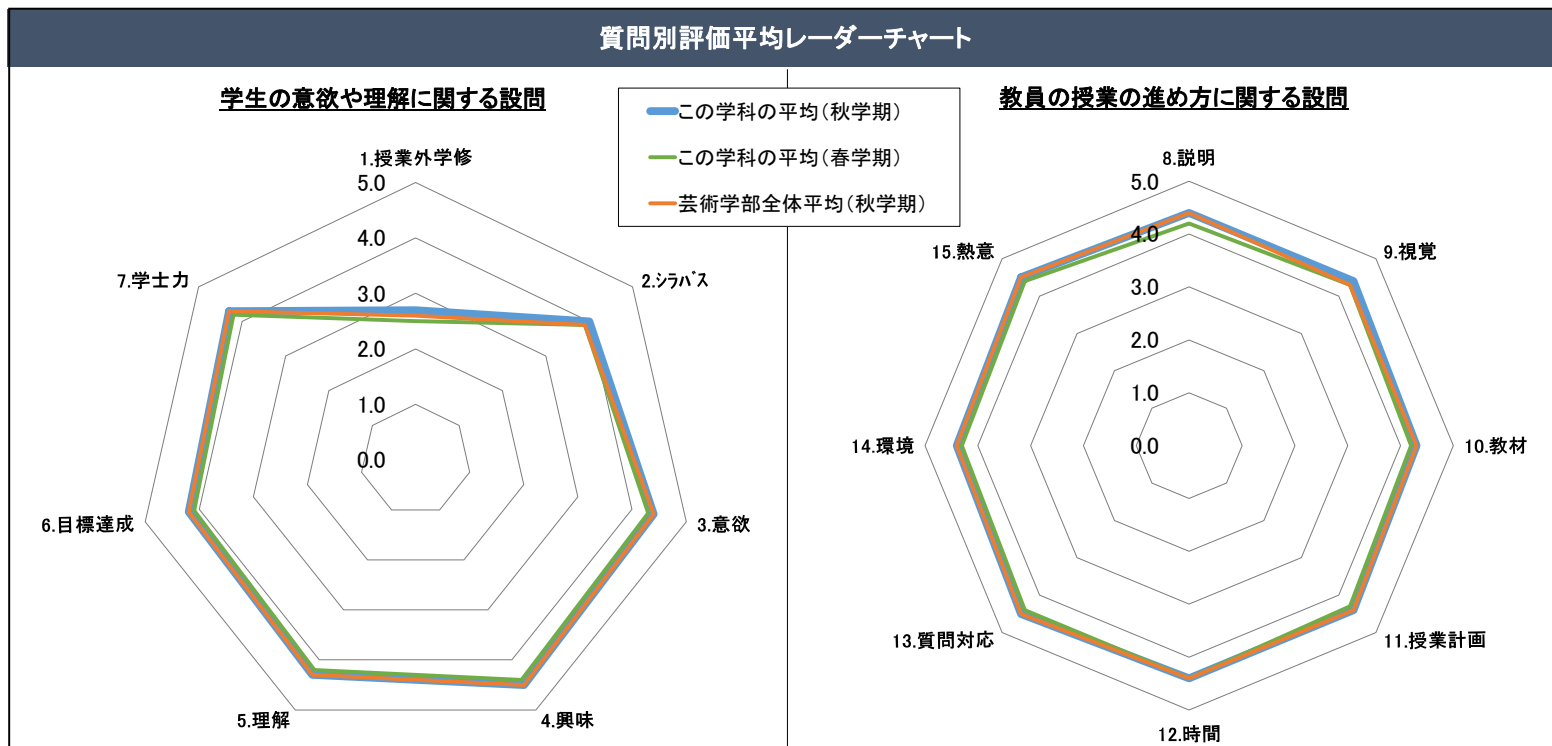 質問別評価平均レーダーチャート
学生の意欲や理解に関する設問
この学科の平均（秋学期）
この学科の平均（春学期）
芸術学部全体平均（秋学期）
教員の授業の進め方に関する設問
1.授業外学修
2.ｼﾗﾊﾞｽ
3.意欲
4.興味
5.理解
6.目標達成
7.学士力
5.0
4.0
3.0
2.0
1.0
0.0
8.説明
9.視覚
10.教材
11.授業計画
12.時間
13.質問対応
14.環境
15.熱意
5.0
4.0
3.0
2.0
1.0
0.0